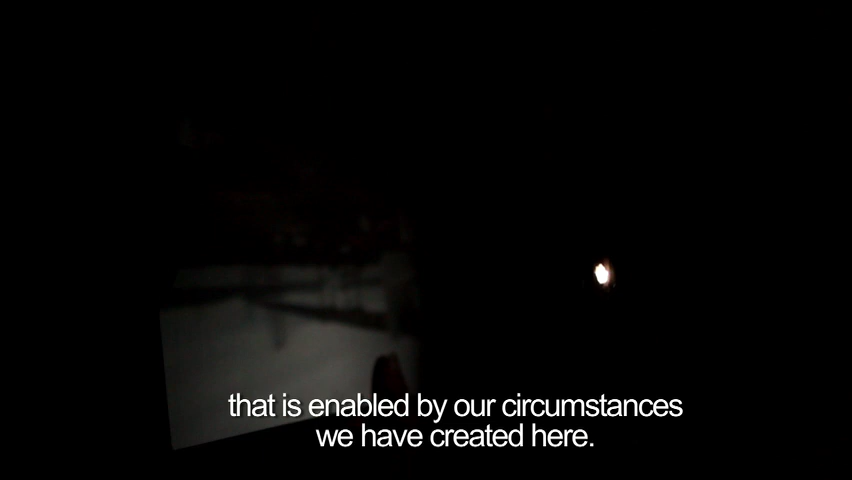 that is enabled by our circumstances
we have created here.